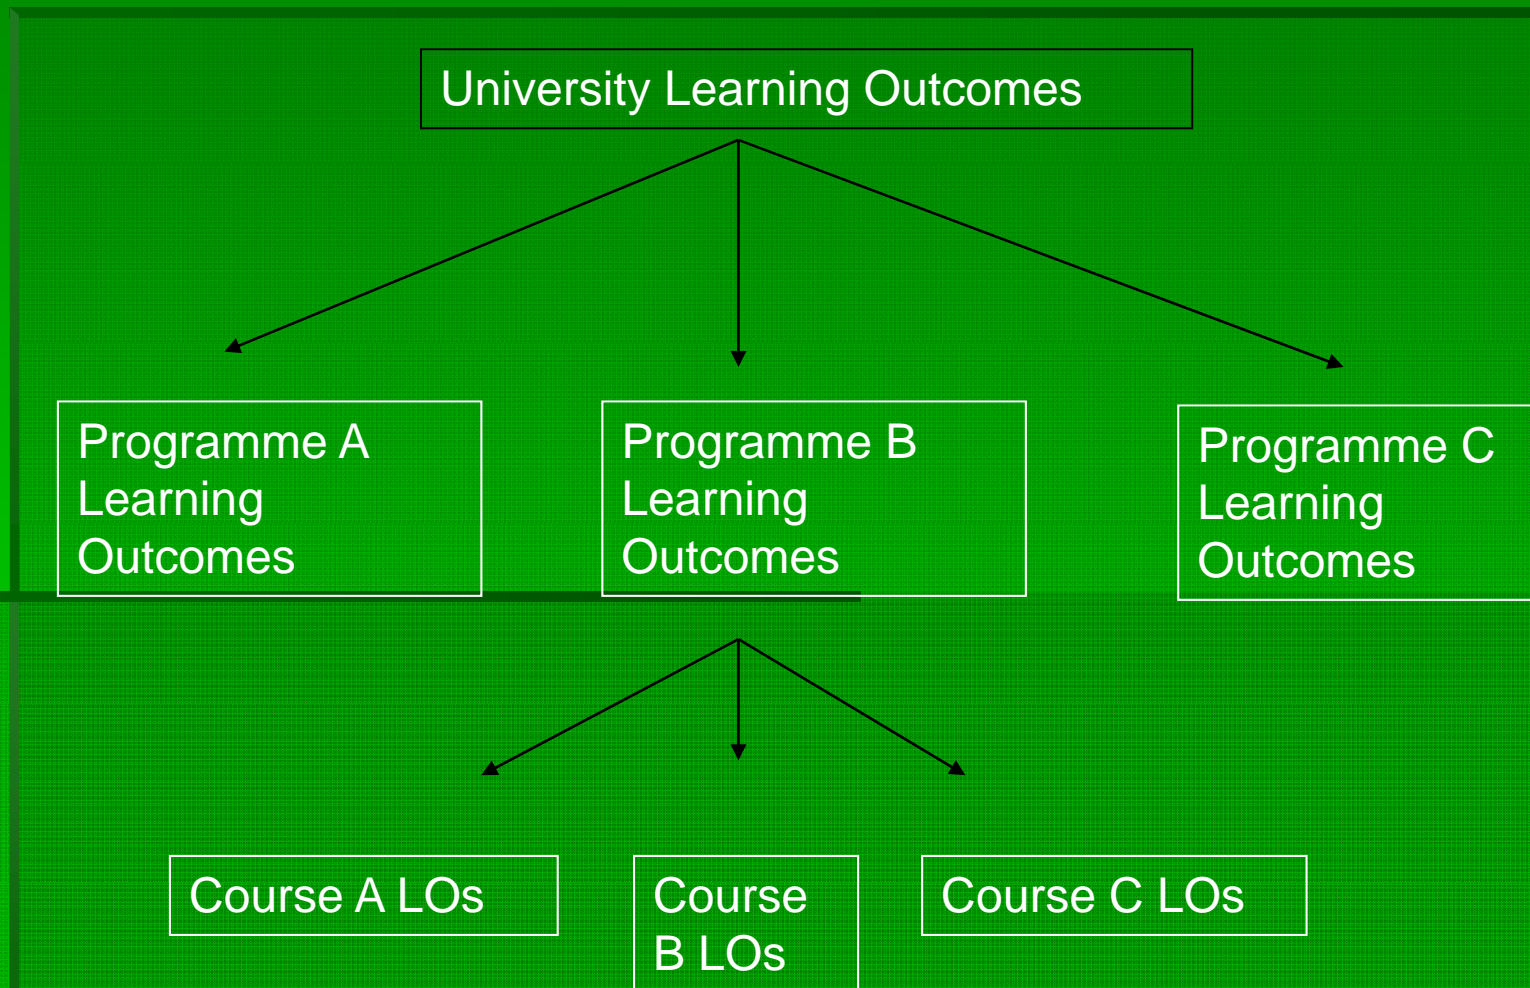 University Learning Outcomes
Programme A
Learning
Outcomes
Programme B
Learning
Outcomes
Programme C
Learning
Outcomes
Course A LOs
Course
B LOs
Course C LOs